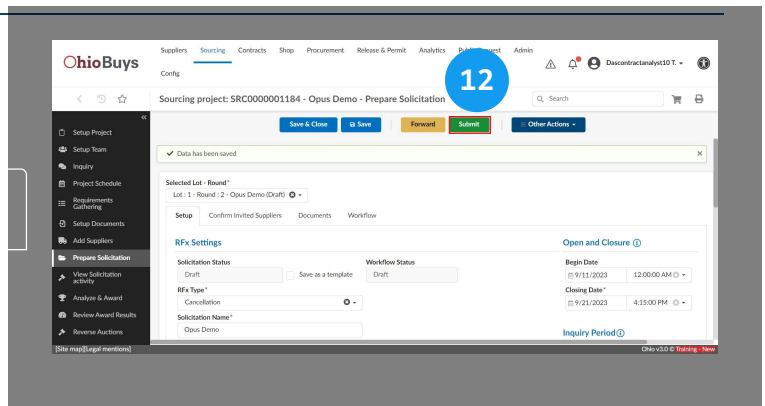 OhioBuys
Suppliers Sourcing Contracts Shop Procurement Release & Permit Analytics Admin
Config
Dascontractanalyst10 T.
12
Sourcing project: SRC0000001184 - Opus Demo - Prepare Solicitation
Search
Save & Close Save Forward Submit Other Actions
Data has been saved
Setup Project
Setup Team
Inquiry
Project Schedule
Requirements
Gathering
Setup Documents
Add Suppliers
Prepare Solicitation
View Solicitation
activity
Analyze & Award
Review Award Results
Reverse Auctions
Selected Lot - Round*
Lot : 1 - Round : 2 - Opus Demo (Draft)
Setup Confirm Invited Suppliers Documents Workflow
RFx Settings
Solicitation Status
Draft
Save as a template
Workflow Status
Draft
RFx Type*
Cancellation
Solicitation Name*
Opus Demo
Open and Closure
Begin Date
9/11/2023 12:00:00 AM
Closing Date*
9/21/2023 4:15:00 PM
Inquiry Period
[Site map][Legal mentions]
Ohio v3.0 © Training - New